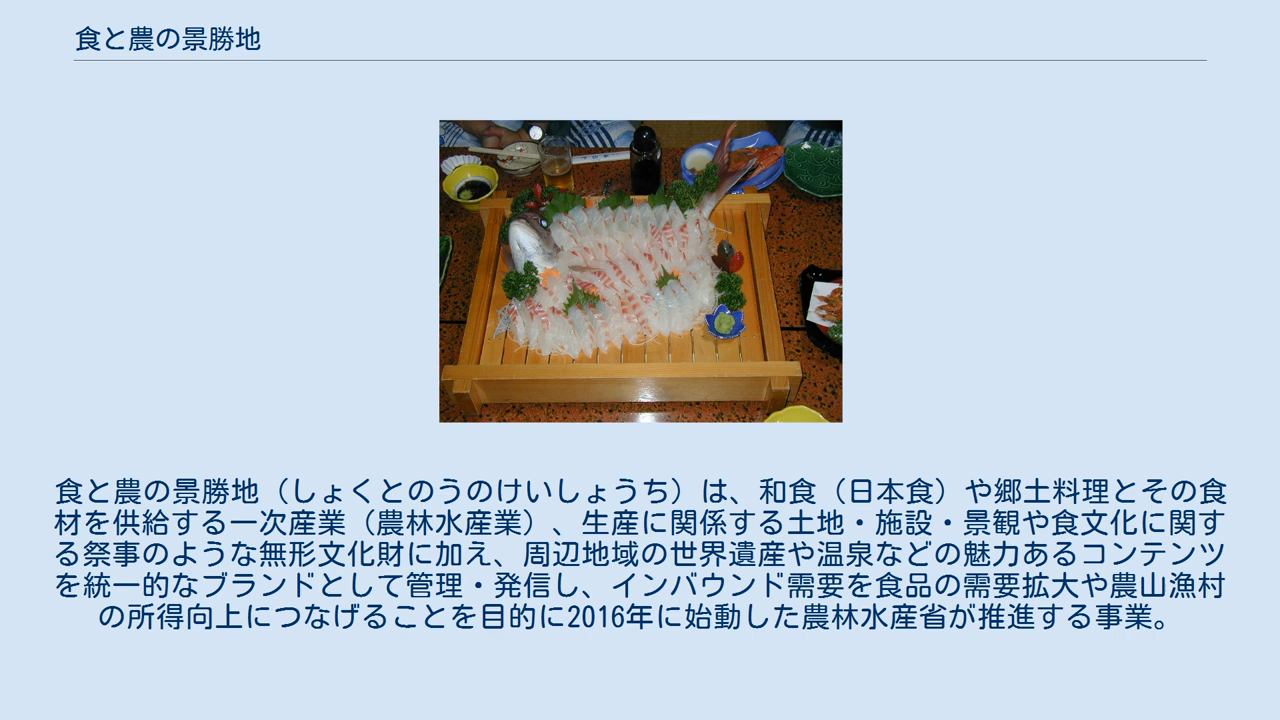 食と農の景勝地
食と農の景勝地（しょくとのうのけいしょうち）は、和食（日本食）や郷土料理とその食
材を供給する一次産業（農林水産業）、生産に関係する土地・施設・景観や食文化に関す
る祭事のような無形文化財に加え、周辺地域の世界遺産や温泉などの魅力あるコンテンツ
を統一的なブランドとして管理・発信し、インバウンド需要を食品の需要拡大や農山漁村
の所得向上につなげることを目的に2016年に始動した農林水産省が推進する事業。